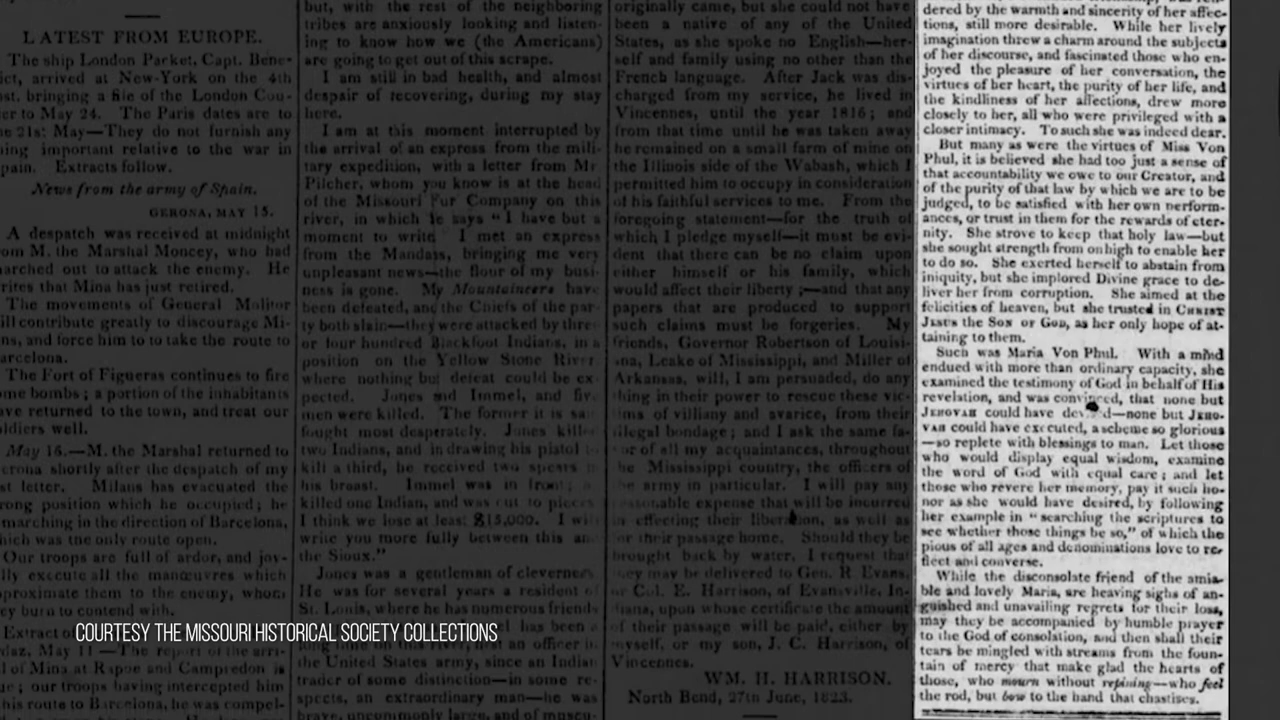 LATEST FROM EUROPE.
The ship London Packet, Capt. Bene-
ict, arrived at New-York on the 4th
st. bringing a file of the London Cou-
er to May 24. The Paris dates are to
he 21st May—They do not furnish any
hing important relative to the war in
pain. Extracts follow.
News from the army of Spain.
GERONA, MAY 15.
A despatch was received at midnight
om M. the Marshal Moncey, who had
arched out to attack the enemy. He
rites that Mina has just retired.
The movements of General Molitor
ill contribute greatly to discourage Mi-
ns, and force him to to take the route to
arcelona.
The Fort of Figueras continues to fire
ome bombs; a portion of the inhabitants
ave returned to the town, and treat our
oldiers well.
May 16.—M. the Marshal returned to
erona shortly after the despatch of my
st letter. Milans has evacuated the
rong position which he occupied; he
marching in the direction of Barcelona,
hich was the only route open.
Our troops are full of ardor, and joy-
lly execute all the manœuvres which
proximate them to the enemy, whom
ey burn to contend with.
Extract of
daz, May 11—The report of the arri-
l of Mina at Rapoe and Campredon is
ue; our troops having intercepted him
his route to Barcelona, he was compel-
but, with the rest of the neighboring
tribes are anxiously looking and listen-
ing to know how we (the Americans)
are going to get out of this scrape.
I am still in bad health, and almost
despair of recovering, during my stay
here.
I am at this moment interrupted by
the arrival of an express from the mili-
tary expedition, with a letter from Mr
Pilcher, whom you know is at the head
of the Missouri Fur Company on this
river, in which he says "I have but a
moment to write I met an express
from the Mandans, bringing me very
unpleasant news—the flour of my busi-
ness is gone. My Mountaineers have
been defeated, and the Chiefs of the par-
ty both slain—they were attacked by three
or four hundred Blackfoot Indians, in a
position on the Yellow Stone River
where nothing but defeat could be ex-
pected. Jones and Immel, and five
men were killed. The former it is said
fought most desperately. Jones killed
two Indians, and in drawing his pistol to
kill a third, he received two spears in
his breast. Immel was in front; he
killed one Indian, and was cut to pieces
I think we lose at least $15,000. I will
write you more fully between this and
the Sioux."
Jones was a gentleman of cleverness
He was for several years a resident of
St. Louis, where he has numerous friends
el has been a
long time on this river, first an officer in
the United States army, since an Indian
trader of some distinction—in some re-
spects, an extraordinary man—he was
brave, uncommonly large, and of muscu-
originally came, but she could not have
been a native of any of the United
States, as she spoke no English—her-
self and family using no other than the
French language. After Jack was dis-
charged from my service, he lived in
Vincennes, until the year 1816; and
from that time until he was taken away
he remained on a small farm of mine on
the Illinois side of the Wabash, which I
permitted him to occupy in consideration
of his faithful services to me. From the
foregoing statement—for the truth of
which I pledge myself—it must be evi-
dent that there can be no claim upon
either himself or his family, which
would affect their liberty;—and that any
papers that are produced to support
such claims must be forgeries. My
friends, Governor Robertson of Louisi-
ana, Leake of Mississippi, and Miller of
Arkansas, will, I am persuaded, do any
thing in their power to rescue these vic-
tims of villiany and avarice, from their
illegal bondage; and I ask the same fa-
vor of all my acquaintances, throughout
the Mississippi country, the officers of
the army in particular. I will pay any
reasonable expense that will be incurred
in effecting their liberation, as well as
for their passage home. Should they be
brought back by water, I request that
they may be delivered to Gen. R Evans,
or Col. E. Harrison, of Evansville, In-
diana, upon whose certificate the amount
of their passage will be paid, either by
myself, or my son, J. C. Harrison, of
Vincennes.
WM. H. HARRISON.
North Bend, 27th June, 1823.
dered by the warmth and sincerity of her affec-
tions, still more desirable. While her lively
imagination threw a charm around the subjects
of her discourse, and fascinated those who en-
joyed the pleasure of her conversation, the
virtues of her heart, the purity of her life, and
the kindliness of her affections, drew more
closely to her, all who were privileged with a
closer intimacy. To such she was indeed dear.
But many as were the virtues of Miss Von
Phul, it is believed she had too just a sense of
that accountability we owe to our Creator, and
of the purity of that law by which we are to be
judged, to be satisfied with her own perform-
ances, or trust in them for the rewards of eter-
nity. She strove to keep that holy law—but
she sought strength from on high to enable her
to do so. She exerted herself to abstain from
iniquity, but she implored Divine grace to de-
liver her from corruption. She aimed at the
felicities of heaven, but she trusted in CHRIST
JESUS the SON OF GOD, as her only hope of at-
taining to them.
Such was Maria Von Phul. With a mind
endued with more than ordinary capacity, she
examined the testimony of God in behalf of His
revelation, and was convinced, that none but
JEHOVAH could have de d—none but JEHO-
VAH could have executed, a scheme so glorious
—so replete with blessings to man. Let those
who would display equal wisdom, examine
the word of God with equal care; and let
those who revere her memory, pay it such ho-
nor as she would have desired, by following
her example in "searching the scriptures to
see whether those things be so," of which the
pious of all ages and denominations love to re-
flect and converse.
While the disconsolate friend of the amia-
ble and lovely Maria, are heaving sighs of an-
guished and unavailing regrets for their loss,
may they be accompanied by humble prayer
to the God of consolation, and then shall their
tears be mingled with streams from the foun-
tain of mercy that make glad the hearts of
those, who mourn without repining—who feel
the rod, but bow to the hand that chastises.
COURTESY THE MISSOURI HISTORICAL SOCIETY COLLECTIONS